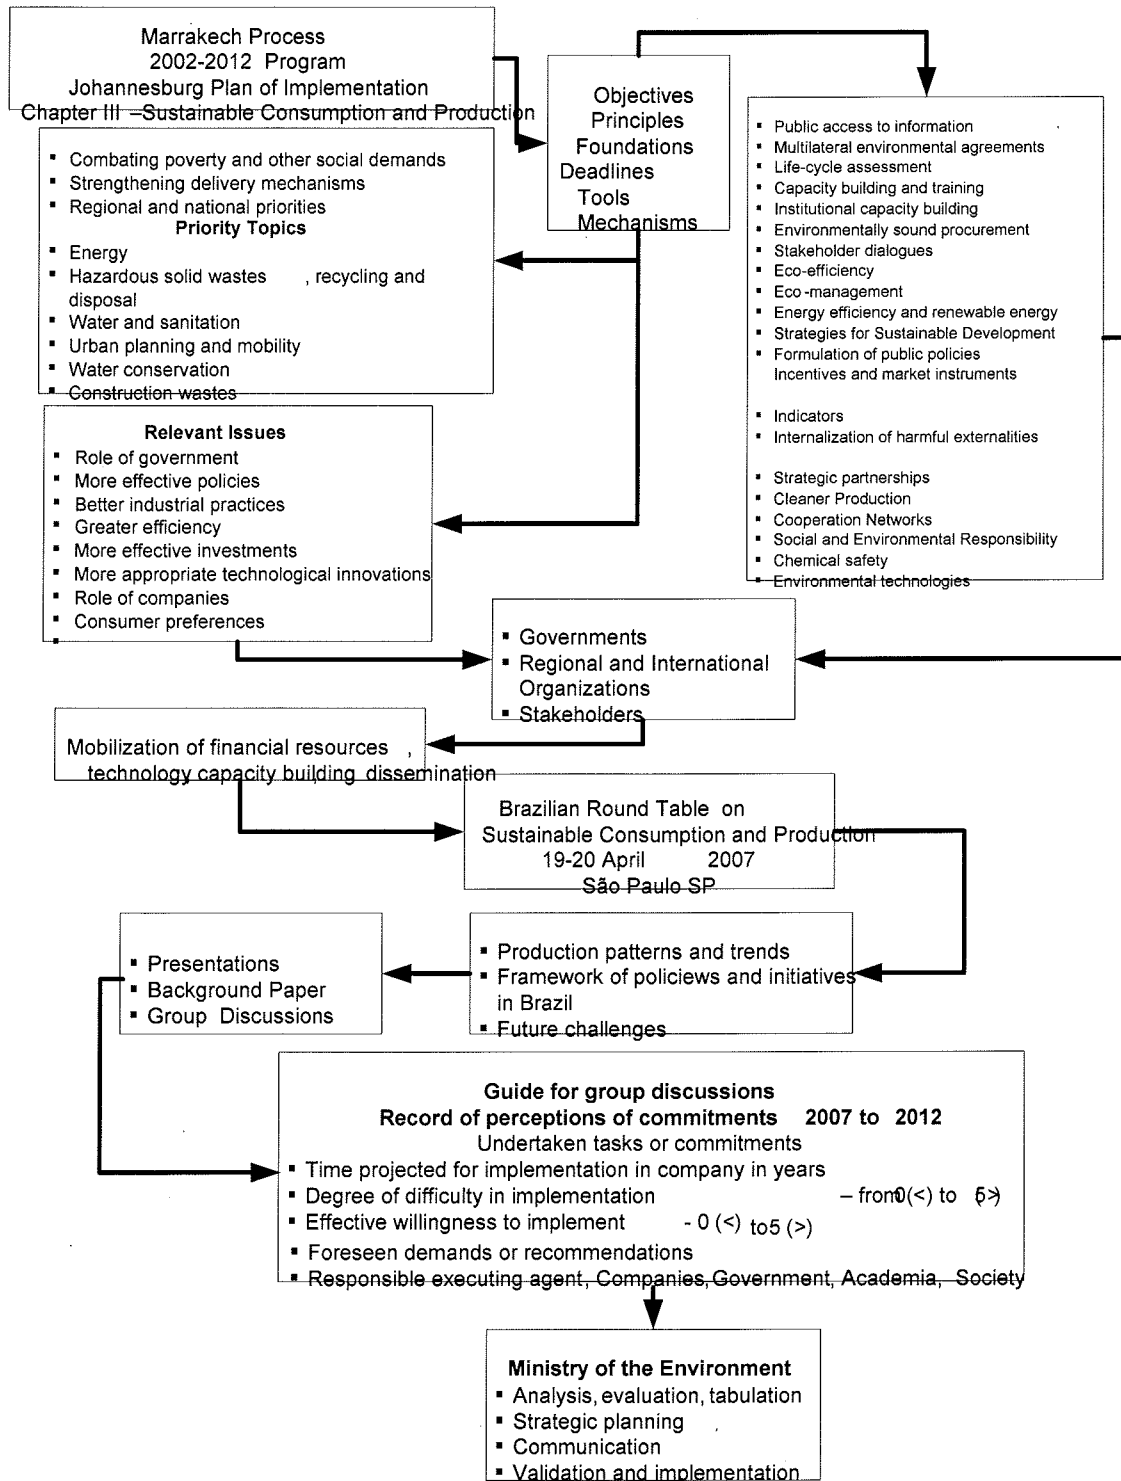 Marrakech Process
2002-2012 Program
Johannesburg Plan of Implementation
Chapter III –Sustainable Consumption and Production
▪ Combating poverty and other social demands
▪ Strengthening delivery mechanisms
▪ Regional and national priorities
Priority Topics
▪ Energy
▪ Hazardous solid wastes , recycling and
disposal
▪ Water and sanitation
▪ Urban planning and mobility
▪ Water conservation
▪ Construction wastes
Objectives
Principles
Foundations
Deadlines
Tools
Mechanisms
▪ Public access to information
▪ Multilateral environmental agreements
▪ Life-cycle assessment
▪ Capacity building and training
▪ Institutional capacity building
▪ Environmentally sound procurement
▪ Stakeholder dialogues
▪ Eco-efficiency
▪ Eco-management
▪ Energy efficiency and renewable energy
▪ Strategies for Sustainable Development
▪ Formulation of public policies
Incentives and market instruments
▪ Indicators
▪ Internalization of harmful externalities
▪ Strategic partnerships
▪ Cleaner Production
▪ Cooperation Networks
▪ Social and Environmental Responsibility
▪ Chemical safety
▪ Environmental technologies
Relevant Issues
▪ Role of government
▪ More effective policies
▪ Better industrial practices
▪ Greater efficiency
▪ More effective investments
▪ More appropriate technological innovations
▪ Role of companies
▪ Consumer preferences
▪ Governments
▪ Regional and International
Organizations
▪ Stakeholders
Mobilization of financial resources ,
technology capacity building, dissemination
Brazilian Round Table on
Sustainable Consumption and Production
19-20 April 2007
São Paulo SP
▪ Production patterns and trends
▪ Framework of policiews and initiatives
in Brazil
▪ Future challenges
▪ Presentations
▪ Background Paper
▪ Group Discussions
Guide for group discussions
Record of perceptions of commitments 2007 to 2012
Undertaken tasks or commitments
▪ Time projected for implementation in company in years
▪ Degree of difficulty in implementation – from 0 (<) to 5 (>)
▪ Effective willingness to implement - 0 (<) to 5 (>)
▪ Foreseen demands or recommendations
▪ Responsible executing agent, Companies, Government, Academia, Society
Ministry of the Environment
▪ Analysis, evaluation, tabulation
▪ Strategic planning
▪ Communication
▪ Validation and implementation